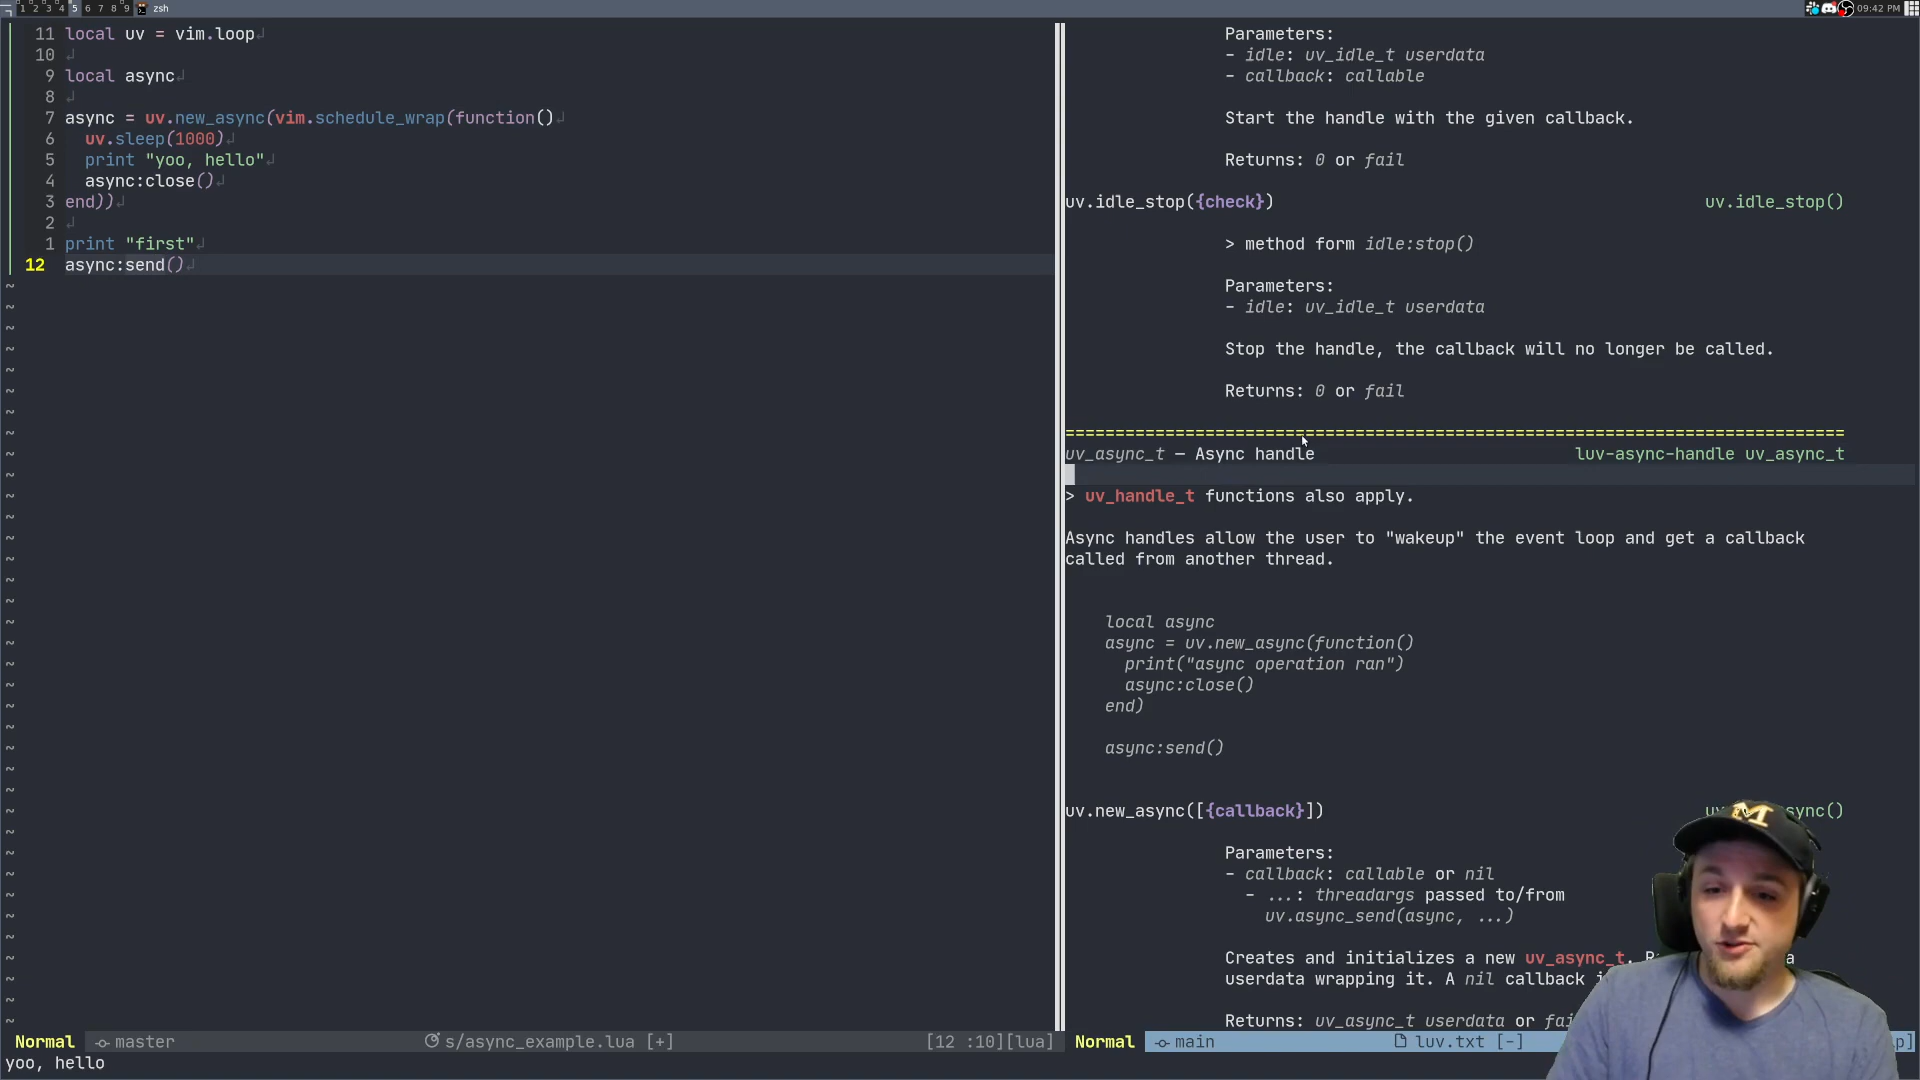 1 2 3 4 5 6 7 8 9 zsh
09:42 PM
11 local uv = vim.loop
10
9 local async
8
7 async = uv.new_async(vim.schedule_wrap(function()
6 uv.sleep(1000)
5 print "yoo, hello"
4 async:close()
3 end))
2
1 print "first"
12 async:send()
Normal master s/async_example.lua [+] [12 :10][lua]
yoo, hello
Parameters:
- idle: uv_idle_t userdata
- callback: callable
Start the handle with the given callback.
Returns: 0 or fail
uv.idle_stop({check}) uv.idle_stop()
> method form idle:stop()
Parameters:
- idle: uv_idle_t userdata
Stop the handle, the callback will no longer be called.
Returns: 0 or fail
==============================================================================
uv_async_t — Async handle luv-async-handle uv_async_t
> uv_handle_t functions also apply.
Async handles allow the user to "wakeup" the event loop and get a callback
called from another thread.
local async
async = uv.new_async(function()
print("async operation ran")
async:close()
end)
async:send()
uv.new_async([{callback}])
Parameters:
- callback: callable or nil
- ...: threadargs passed to/from
uv.async_send(async, ...)
Creates and initializes a new uv_async_t.
userdata wrapping it. A nil callback
Returns: uv_async_t userdata or
Normal main luv.txt [-]
M